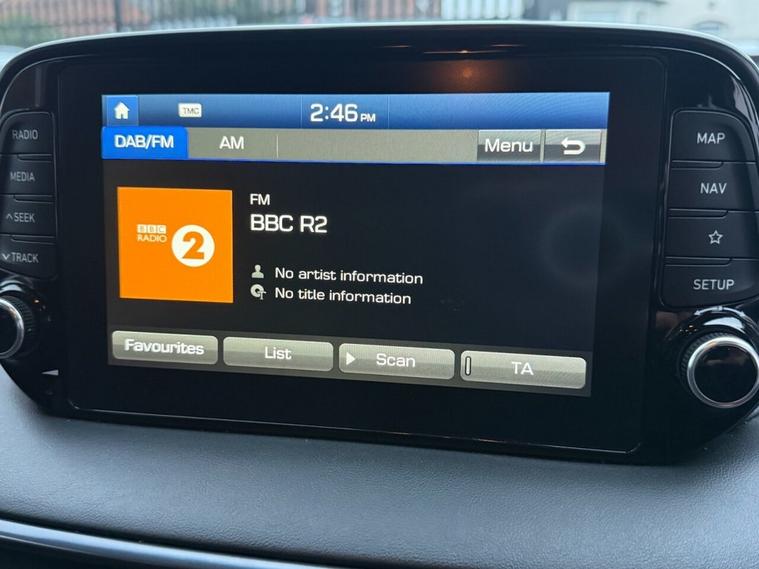 TMC
2:46 PM
DAB/FM AM Menu
RADIO
MEDIA
SEEK
TRACK
BBC
RADIO
2
FM
BBC R2
No artist information
No title information
Favourites List Scan TA
MAP
NAV
SETUP